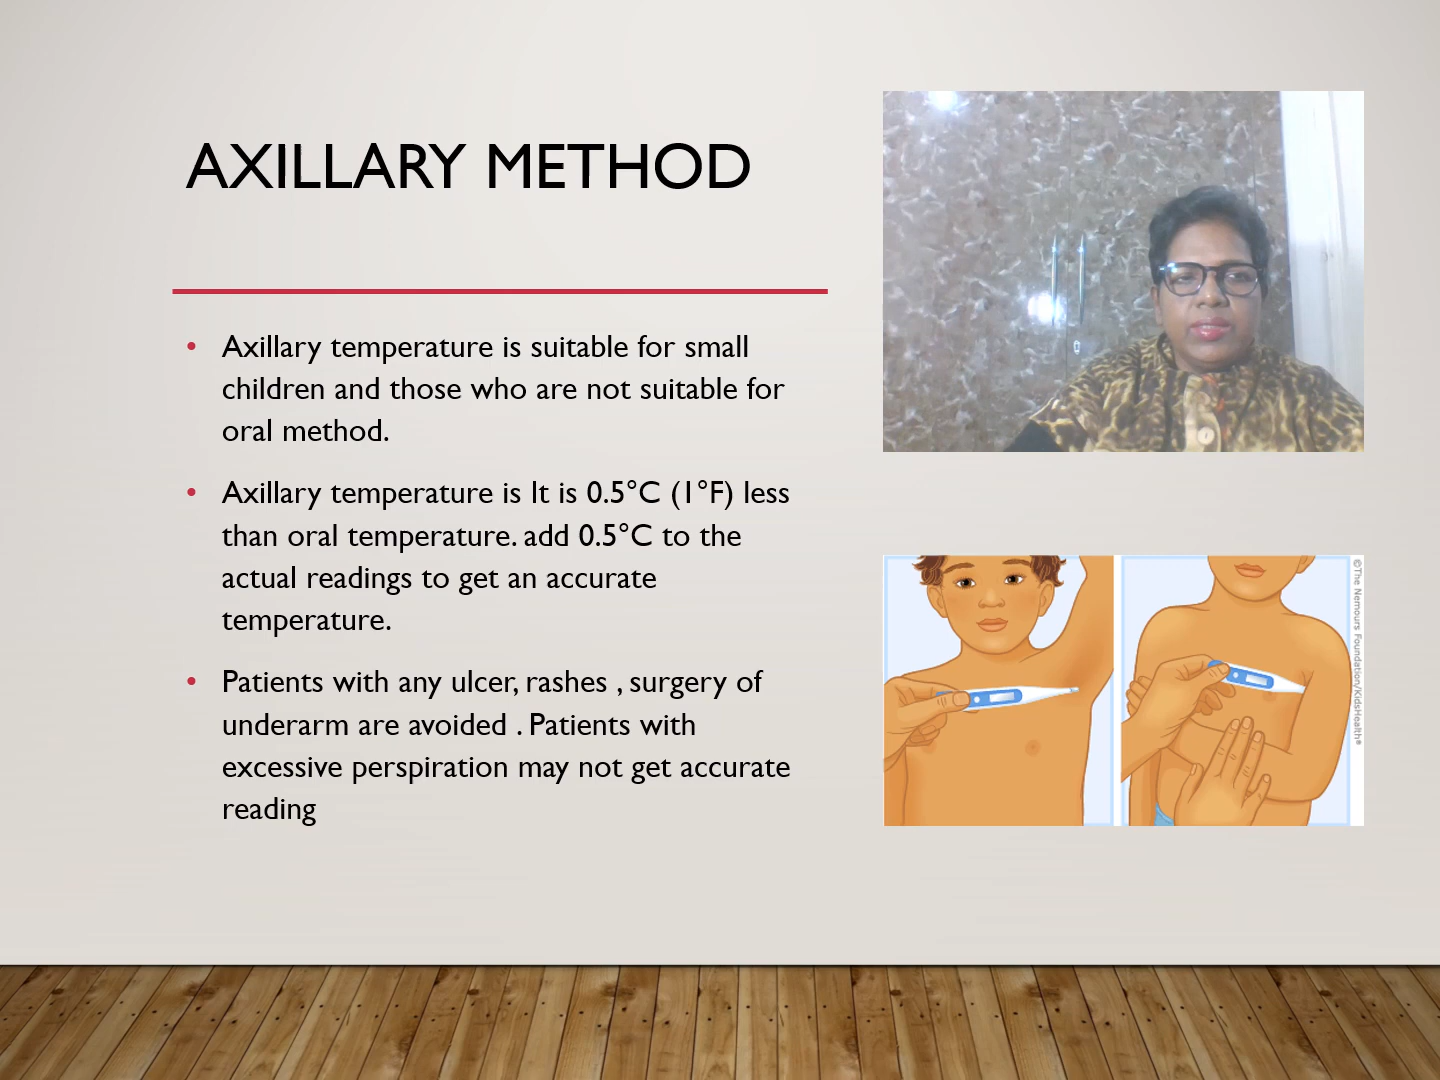 AXILLARY METHOD
• Axillary temperature is suitable for small
children and those who are not suitable for
oral method.
• Axillary temperature is It is 0.5°C (1°F) less
than oral temperature. add 0.5°C to the
actual readings to get an accurate
temperature.
• Patients with any ulcer, rashes , surgery of
underarm are avoided . Patients with
excessive perspiration may not get accurate
reading
©The Nemours Foundation/KidsHealth®